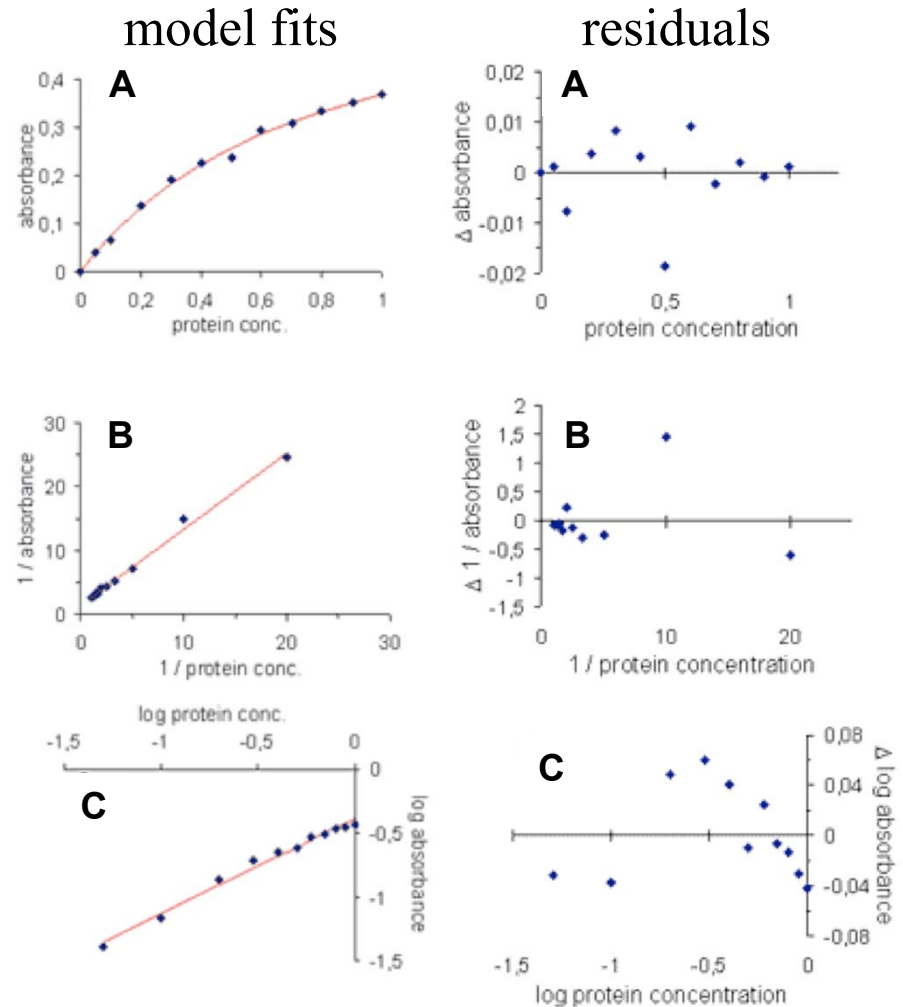 model fits
residuals
A
0,4
0,3
0,2
0,1
0
absorbance
0
0,2
0,4
0,6
0,8
1
protein conc.
A
0,02
0,01
0
-0,01
-0,02
Δ absorbance
0
0,5
1
protein concentration
B
30
20
10
0
1 / absorbance
0
10
20
30
1 / protein conc.
B
2
1,5
1
0,5
0
-0,5
-1
-1,5
Δ 1 / absorbance
0
10
20
1 / protein concentration
log protein conc.
-1,5
-1
-0,5
0
C
0
-0,5
-1
-1,5
log absorbance
C
0,08
0,04
0
-0,04
-0,08
Δ log absorbance
-1,5
-1
-0,5
0
log protein concentration